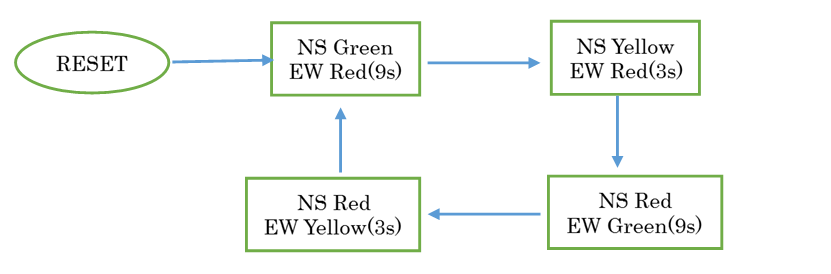 RESET
NS Green
EW Red(9s)
NS Yellow
EW Red(3s)
NS Red
EW Yellow(3s)
NS Red
EW Green(9s)